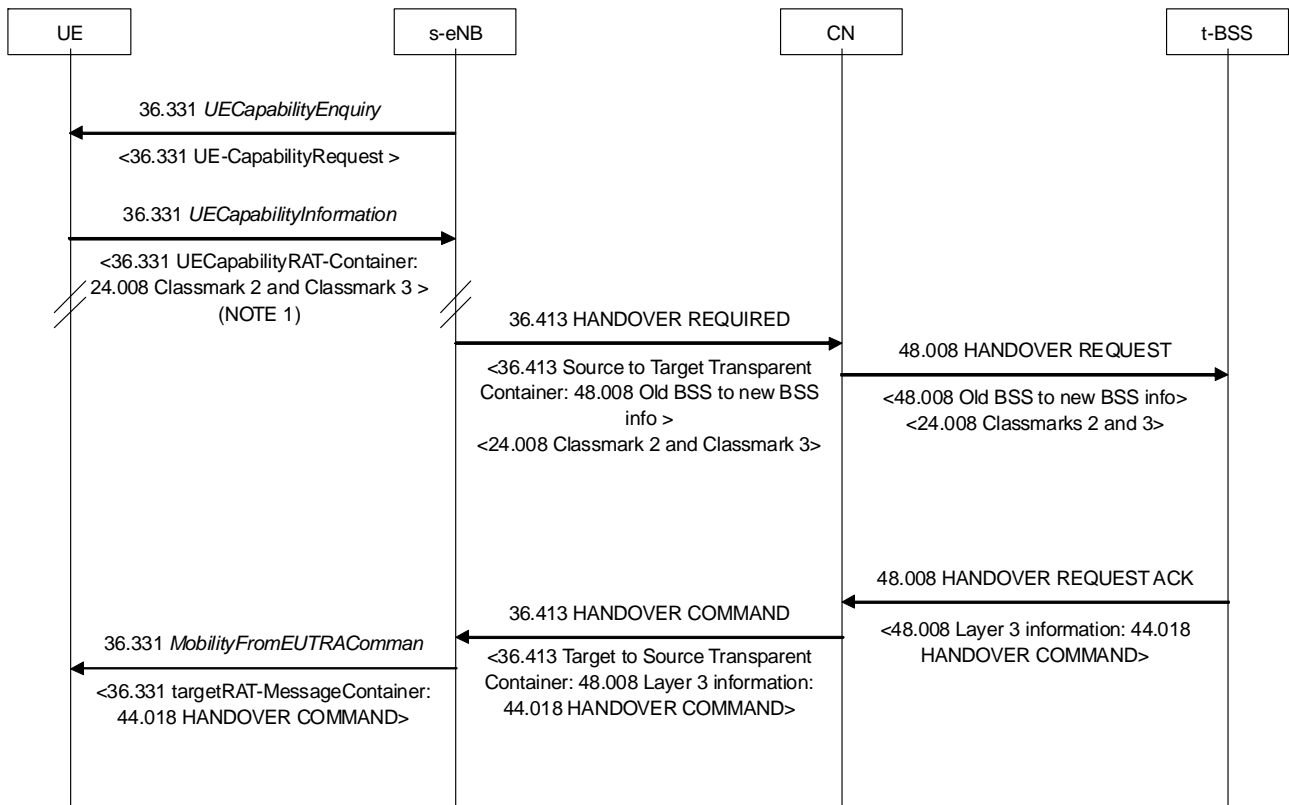 UE
s-eNB
CN
t-BSS
36.331 UECapabilityEnquiry
<36.331 UE-CapabilityRequest >
36.331 UECapabilityInformation
<36.331 UECapabilityRAT-Container:
24.008 Classmark 2 and Classmark 3 >
(NOTE 1)
36.413 HANDOVER REQUIRED
<36.413 Source to Target Transparent
Container: 48.008 Old BSS to new BSS
info >
<24.008 Classmark 2 and Classmark 3>
48.008 HANDOVER REQUEST
<48.008 Old BSS to new BSS info>
<24.008 Classmarks 2 and 3>
48.008 HANDOVER REQUEST ACK
<48.008 Layer 3 information: 44.018
HANDOVER COMMAND>
36.413 HANDOVER COMMAND
<36.413 Target to Source Transparent
Container: 48.008 Layer 3 information:
44.018 HANDOVER COMMAND>
36.331 MobilityFromEUTRAComman
<36.331 targetRAT-MessageContainer:
44.018 HANDOVER COMMAND>